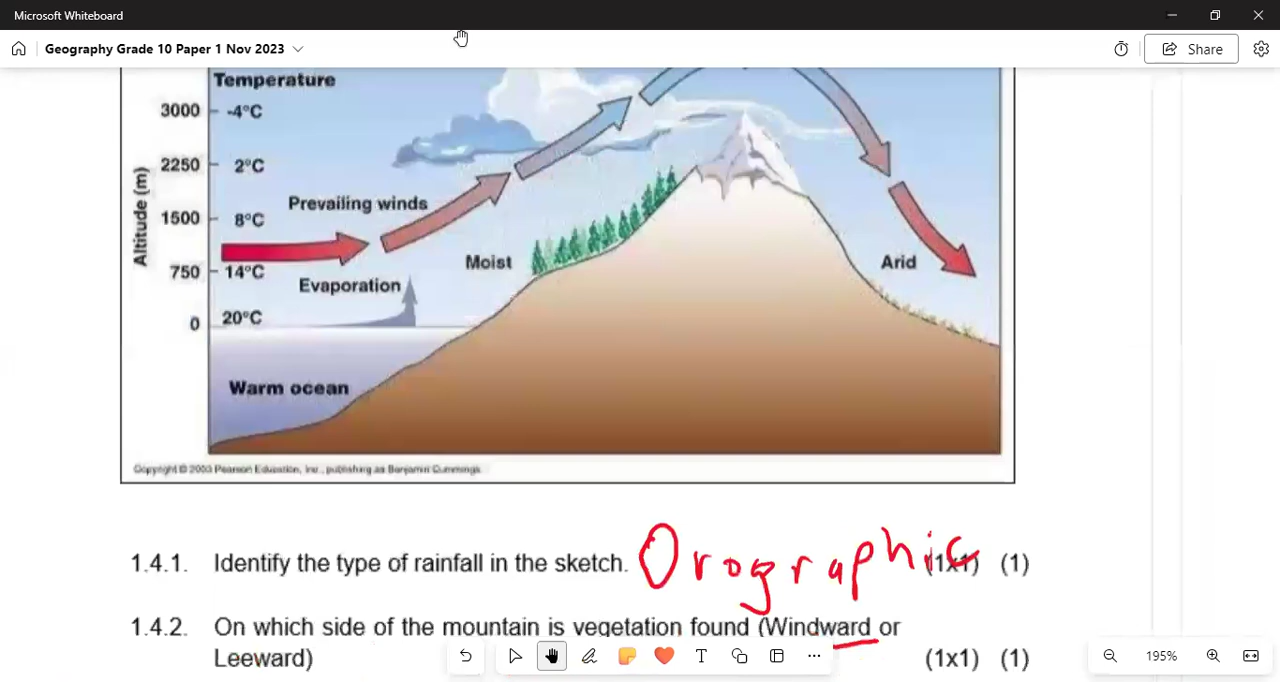 Microsoft Whiteboard
Geography Grade 10 Paper 1 Nov 2023
Share
Temperature
3000 -4°C
2250 2°C
Prevailing winds
1500 8°C
Altitude (m)
Moist
Arid
750 14°C
Evaporation
0 20°C
Warm ocean
Copyright © 2003 Pearson Education, Inc., publishing as Benjamin Cummings
1.4.1. Identify the type of rainfall in the sketch. Orographic (1x1) (1)
1.4.2. On which side of the mountain is vegetation found (Windward or
Leeward) (1x1) (1)
195%